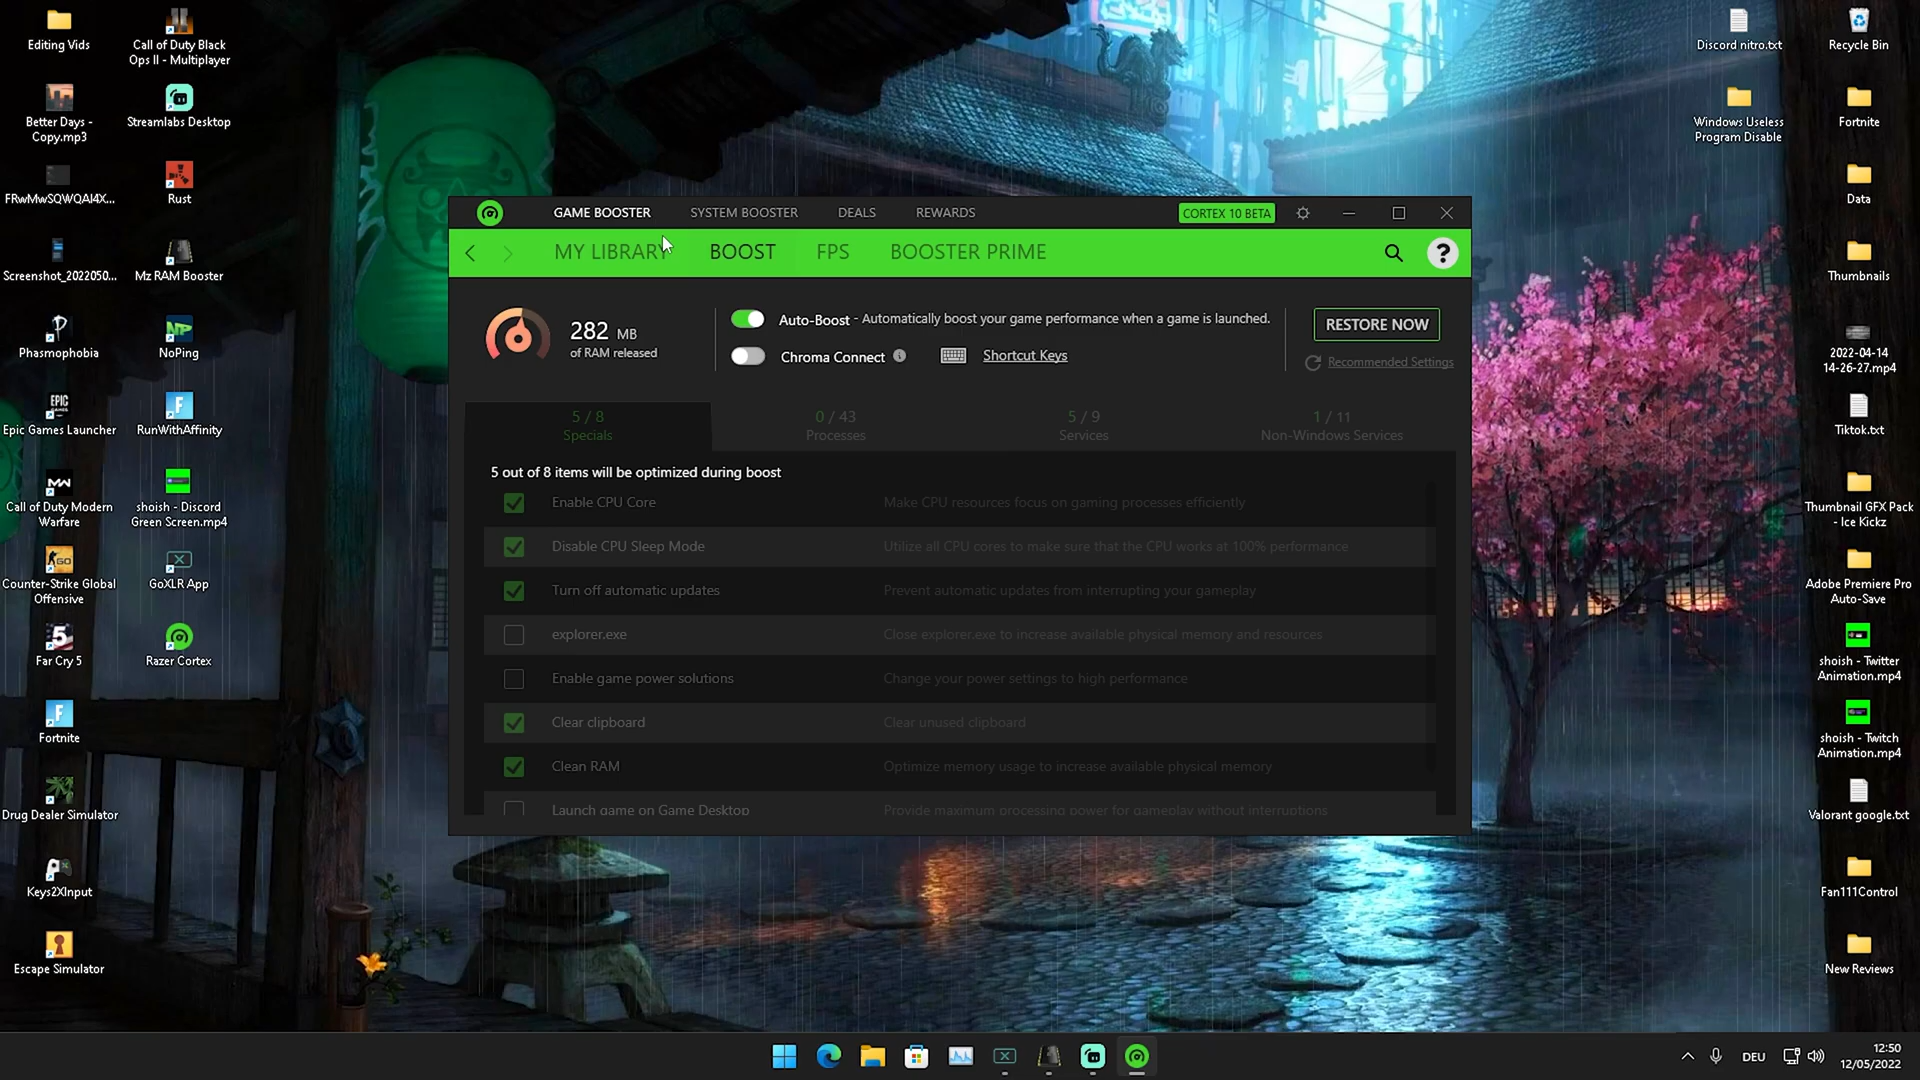 Editing Vids
Call of Duty Black
Ops II - Multiplayer
Better Days -
Copy.mp3
Streamlabs Desktop
FRwMwSQWQAI4X...
Rust
Screenshot_2022050...
Mz RAM Booster
Phasmophobia
NoPing
Epic Games Launcher
RunWithAffinity
Call of Duty Modern
Warfare
shoish - Discord
Green Screen.mp4
Counter-Strike Global
Offensive
GoXLR App
Far Cry 5
Razer Cortex
Fortnite
Drug Dealer Simulator
Keys2XInput
Escape Simulator
GAME BOOSTER
SYSTEM BOOSTER
DEALS
REWARDS
CORTEX 10 BETA
MY LIBRARY
BOOST
FPS
BOOSTER PRIME
?
282 MB
of RAM released
Auto-Boost - Automatically boost your game performance when a game is launched.
Chroma Connect
Shortcut Keys
RESTORE NOW
Recommended Settings
5 / 8
Specials
0 / 43
Processes
5 / 9
Services
1 / 11
Non-Windows Services
5 out of 8 items will be optimized during boost
Enable CPU Core
Make CPU resources focus on gaming processes efficiently
Disable CPU Sleep Mode
Utilize all CPU cores to make sure that the CPU works at 100% performance
Turn off automatic updates
Prevent automatic updates from interrupting your gameplay
explorer.exe
Close explorer.exe to increase available physical memory and resources
Enable game power solutions
Change your power settings to high performance
Clear clipboard
Clear unused clipboard
Clean RAM
Optimize memory usage to increase available physical memory
Launch game on Game Desktop
Provide maximum processing power for gameplay without interruptions
Discord nitro.txt
Recycle Bin
Windows Useless
Program Disable
Fortnite
Data
Thumbnails
2022-04-14
14-26-27.mp4
Tiktok.txt
Thumbnail GFX Pack
- Ice Kickz
Adobe Premiere Pro
Auto-Save
shoish - Twitter
Animation.mp4
shoish - Twitch
Animation.mp4
Valorant google.txt
Fan111Control
New Reviews
DEU
12:50
12/05/2022